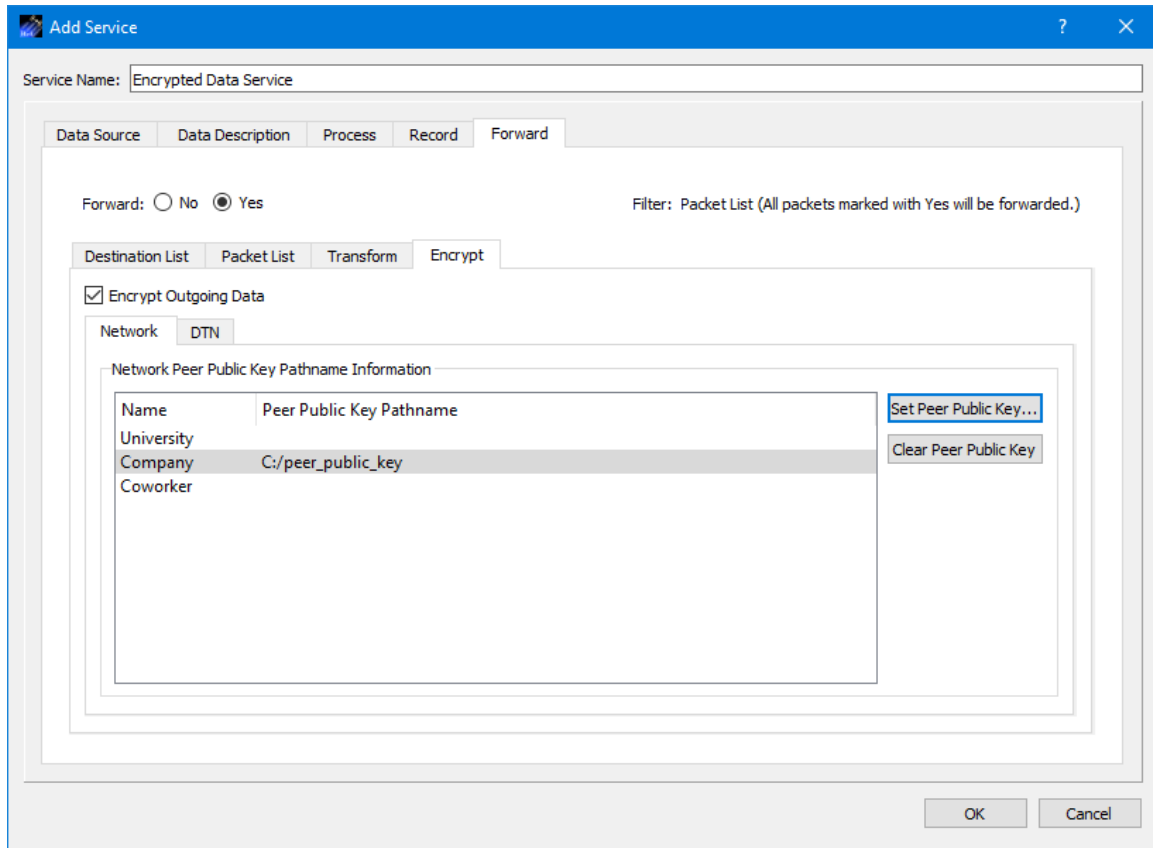 Add Service
Service Name: Encrypted Data Service
Data Source Data Description Process Record Forward
Forward: No Yes Filter: Packet List (All packets marked with Yes will be forwarded.)
Destination List Packet List Transform Encrypt
Encrypt Outgoing Data
Network DTN
Network Peer Public Key Pathname Information
Name Peer Public Key Pathname Set Peer Public Key...
University
Clear Peer Public Key
Company C:/peer_public_key
Coworker
OK Cancel